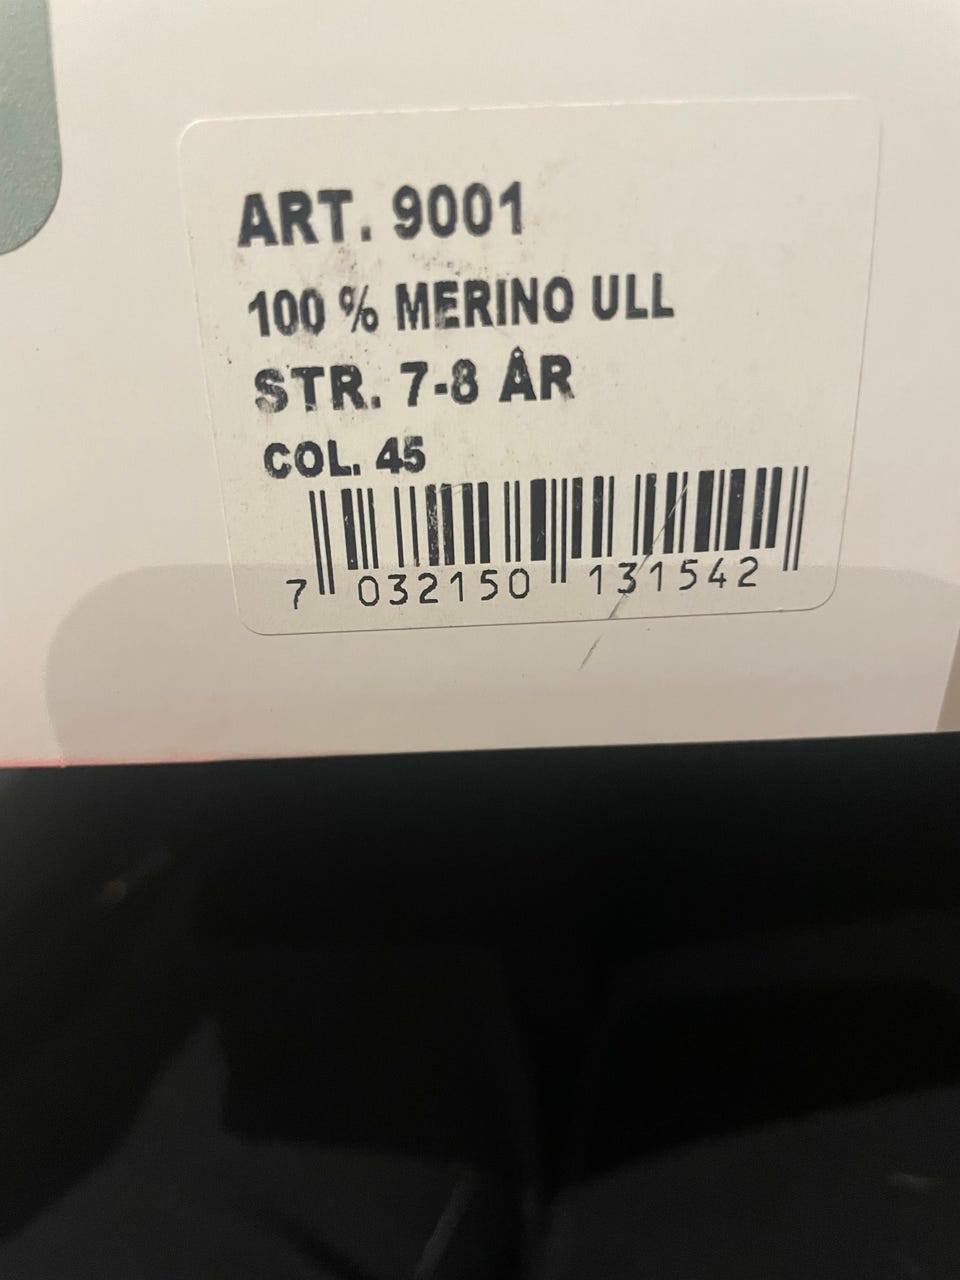 ART. 9001
100 % MERINO ULL
STR. 7-8 ÅR
COL. 45
7 032150 131542